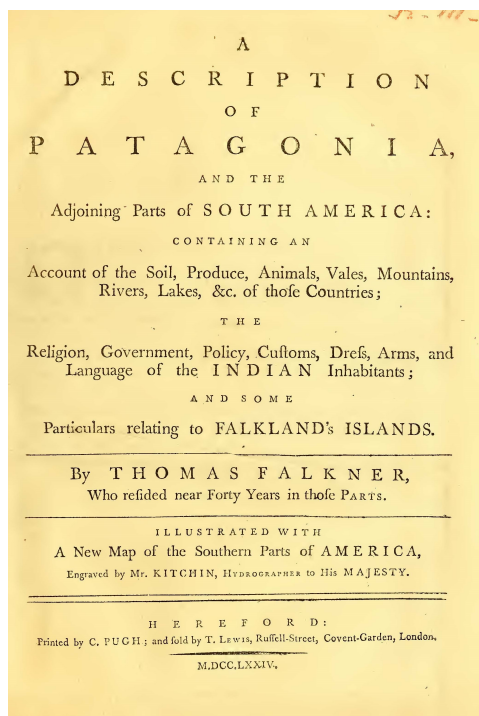 A
DESCRIPTION
OF
PATAGONIA,
AND THE
Adjoining Parts of SOUTH AMERICA:
CONTAINING AN
Account of the Soil, Produce, Animals, Vales, Mountains,
Rivers, Lakes, &c. of thoſe Countries;
THE
Religion, Government, Policy, Cuſtoms, Dreſs, Arms, and
Language of the INDIAN Inhabitants;
AND SOME
Particulars relating to FALKLAND's ISLANDS.
By THOMAS FALKNER,
Who reſided near Forty Years in thoſe PARTS.
ILLUSTRATED WITH
A New Map of the Southern Parts of AMERICA,
Engraved by Mr. KITCHIN, HYDROGRAPHER to His MAJESTY.
HEREFORD:
Printed by C. PUGH; and ſold by T. LEWIS, Ruſſell-Street, Covent-Garden, London.
M.DCC.LXXIV.